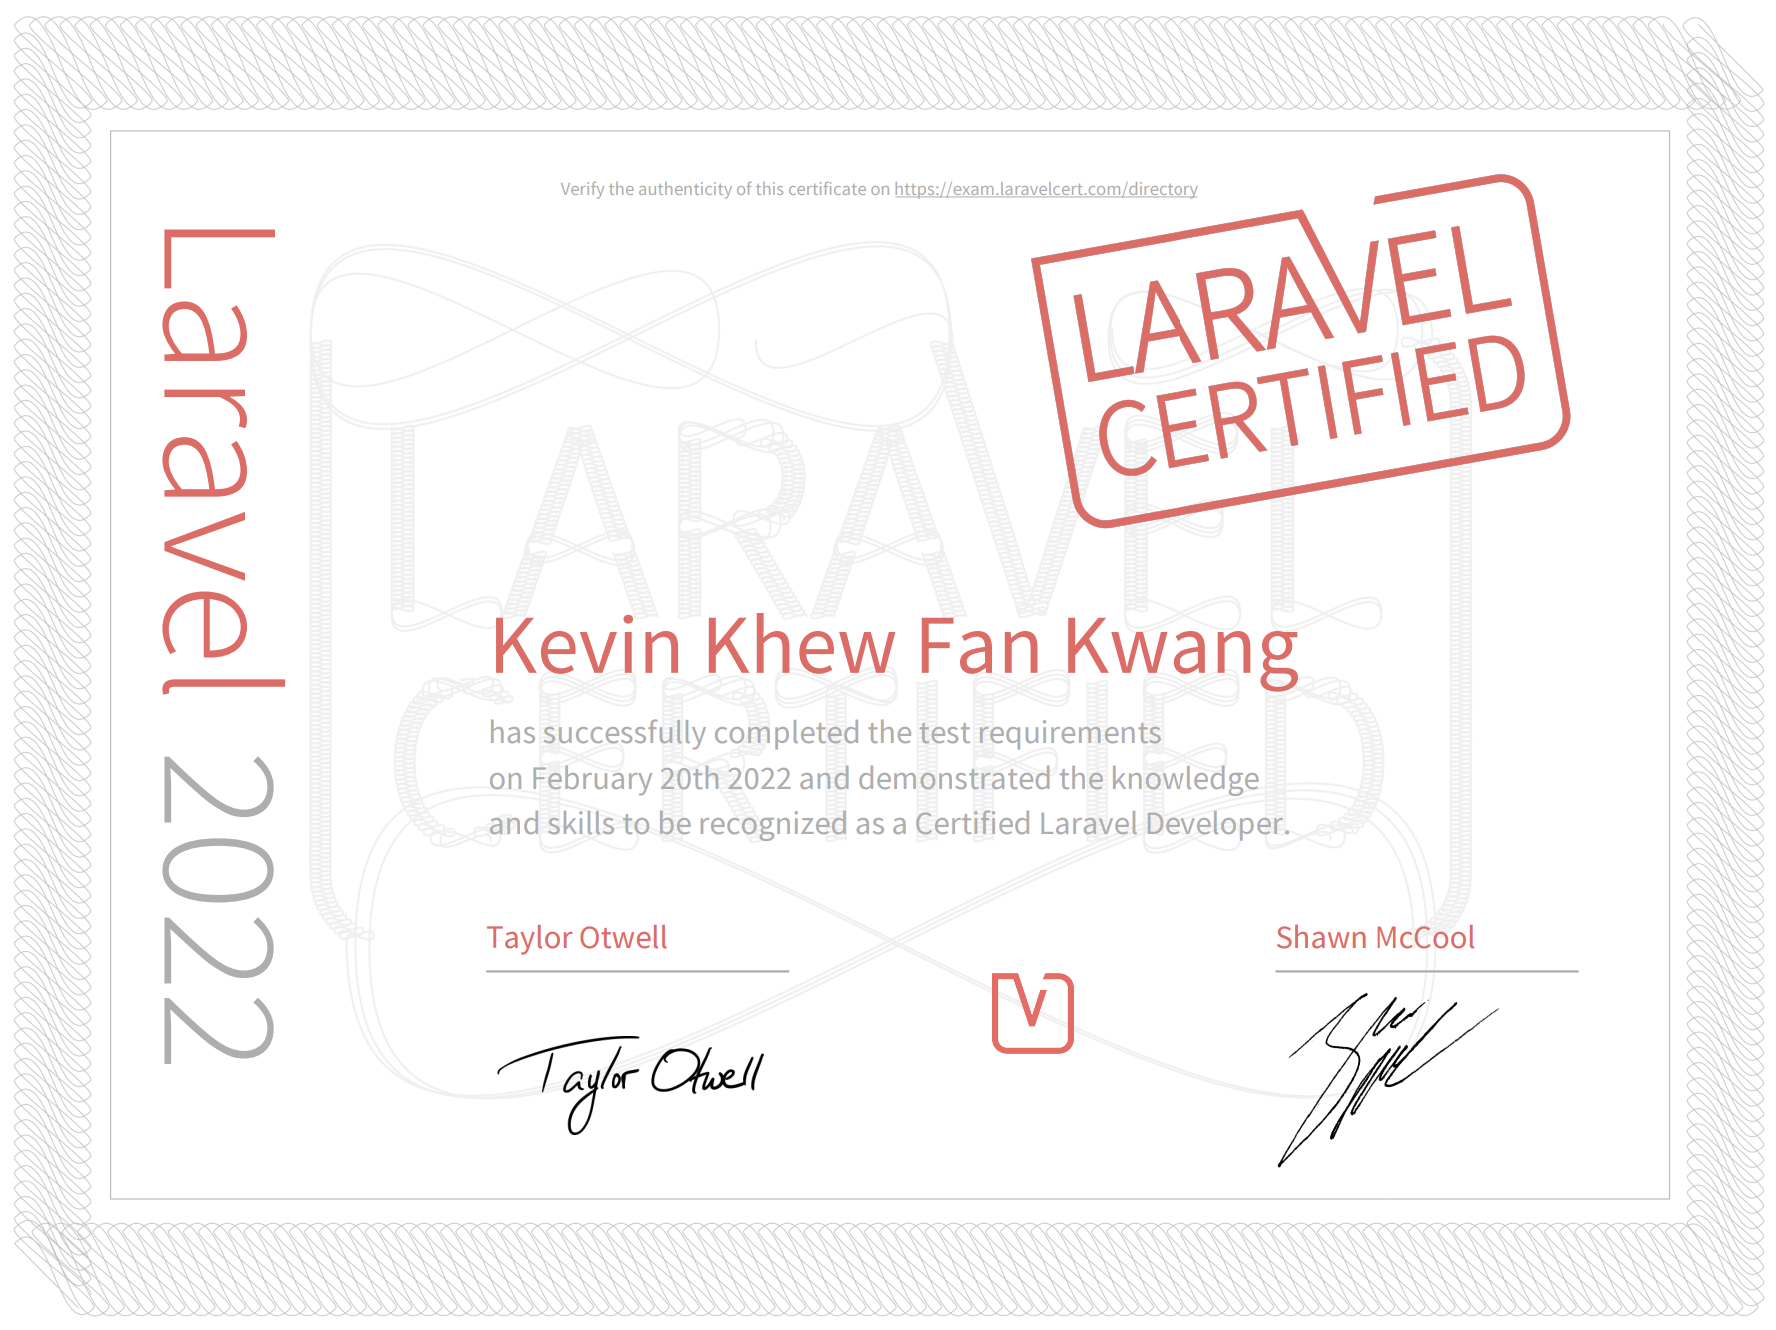 Verify the authenticity of this certificate on https://exam.laravelcert.com/directory
Laravel 2022
LARAVEL
CERTIFIED
LARAVEL
CERTIFIED
Kevin Khew Fan Kwang
has successfully completed the test requirements
on February 20th 2022 and demonstrated the knowledge
and skills to be recognized as a Certified Laravel Developer.
Taylor Otwell
Shawn McCool
V
Taylor Otwell